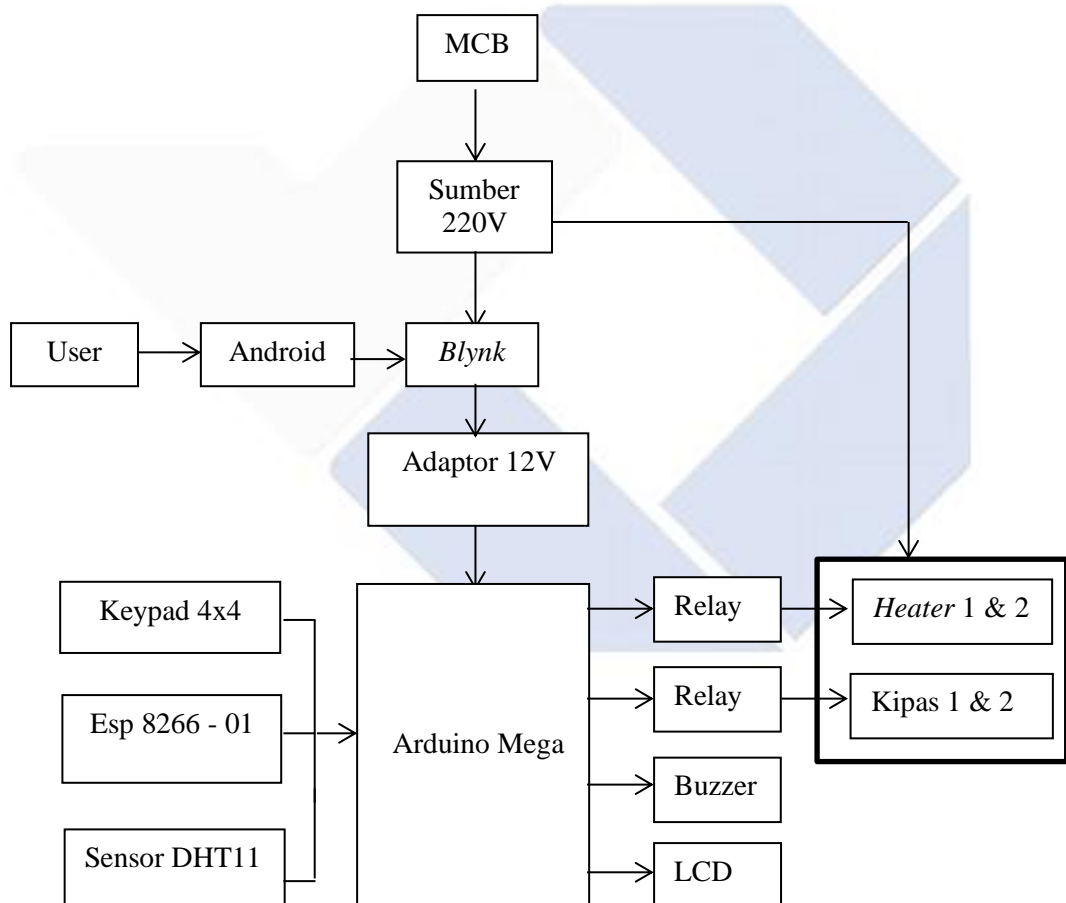 MCB
Sumber
220V
User
Android
Blynk
Adaptor 12V
Keypad 4x4
Relay
Heater 1 & 2
Esp 8266 - 01
Arduino Mega
Relay
Kipas 1 & 2
Buzzer
Sensor DHT11
LCD